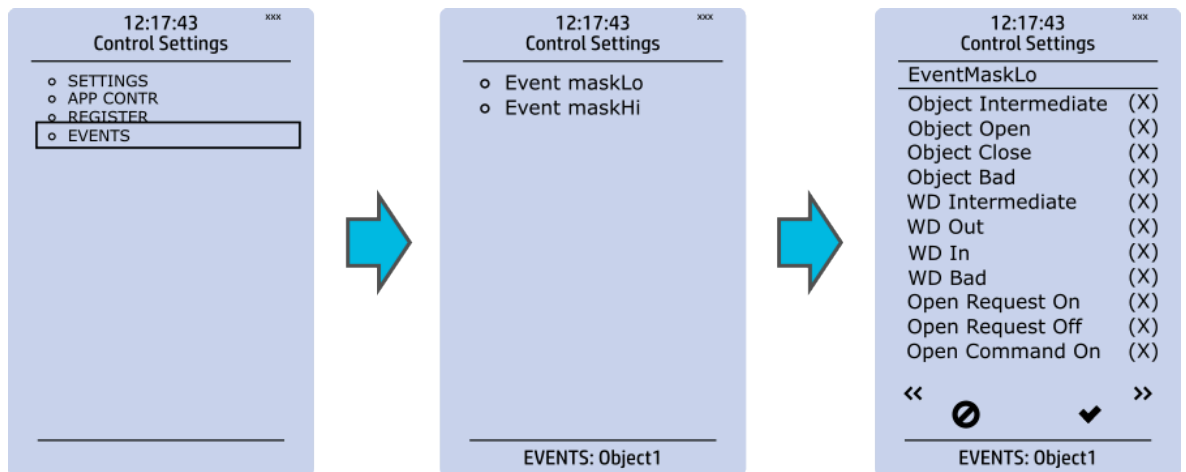 12:17:43 xxx
Control Settings
SETTINGS
APP CONTR
REGISTER
EVENTS
12:17:43 xxx
Control Settings
Event maskLo
Event maskHi
EVENTS: Object1
12:17:43 xxx
Control Settings
EventMaskLo
Object Intermediate (X)
Object Open (X)
Object Close (X)
Object Bad (X)
WD Intermediate (X)
WD Out (X)
WD In (X)
WD Bad (X)
Open Request On (X)
Open Request Off (X)
Open Command On (X)
<< >>
EVENTS: Object1